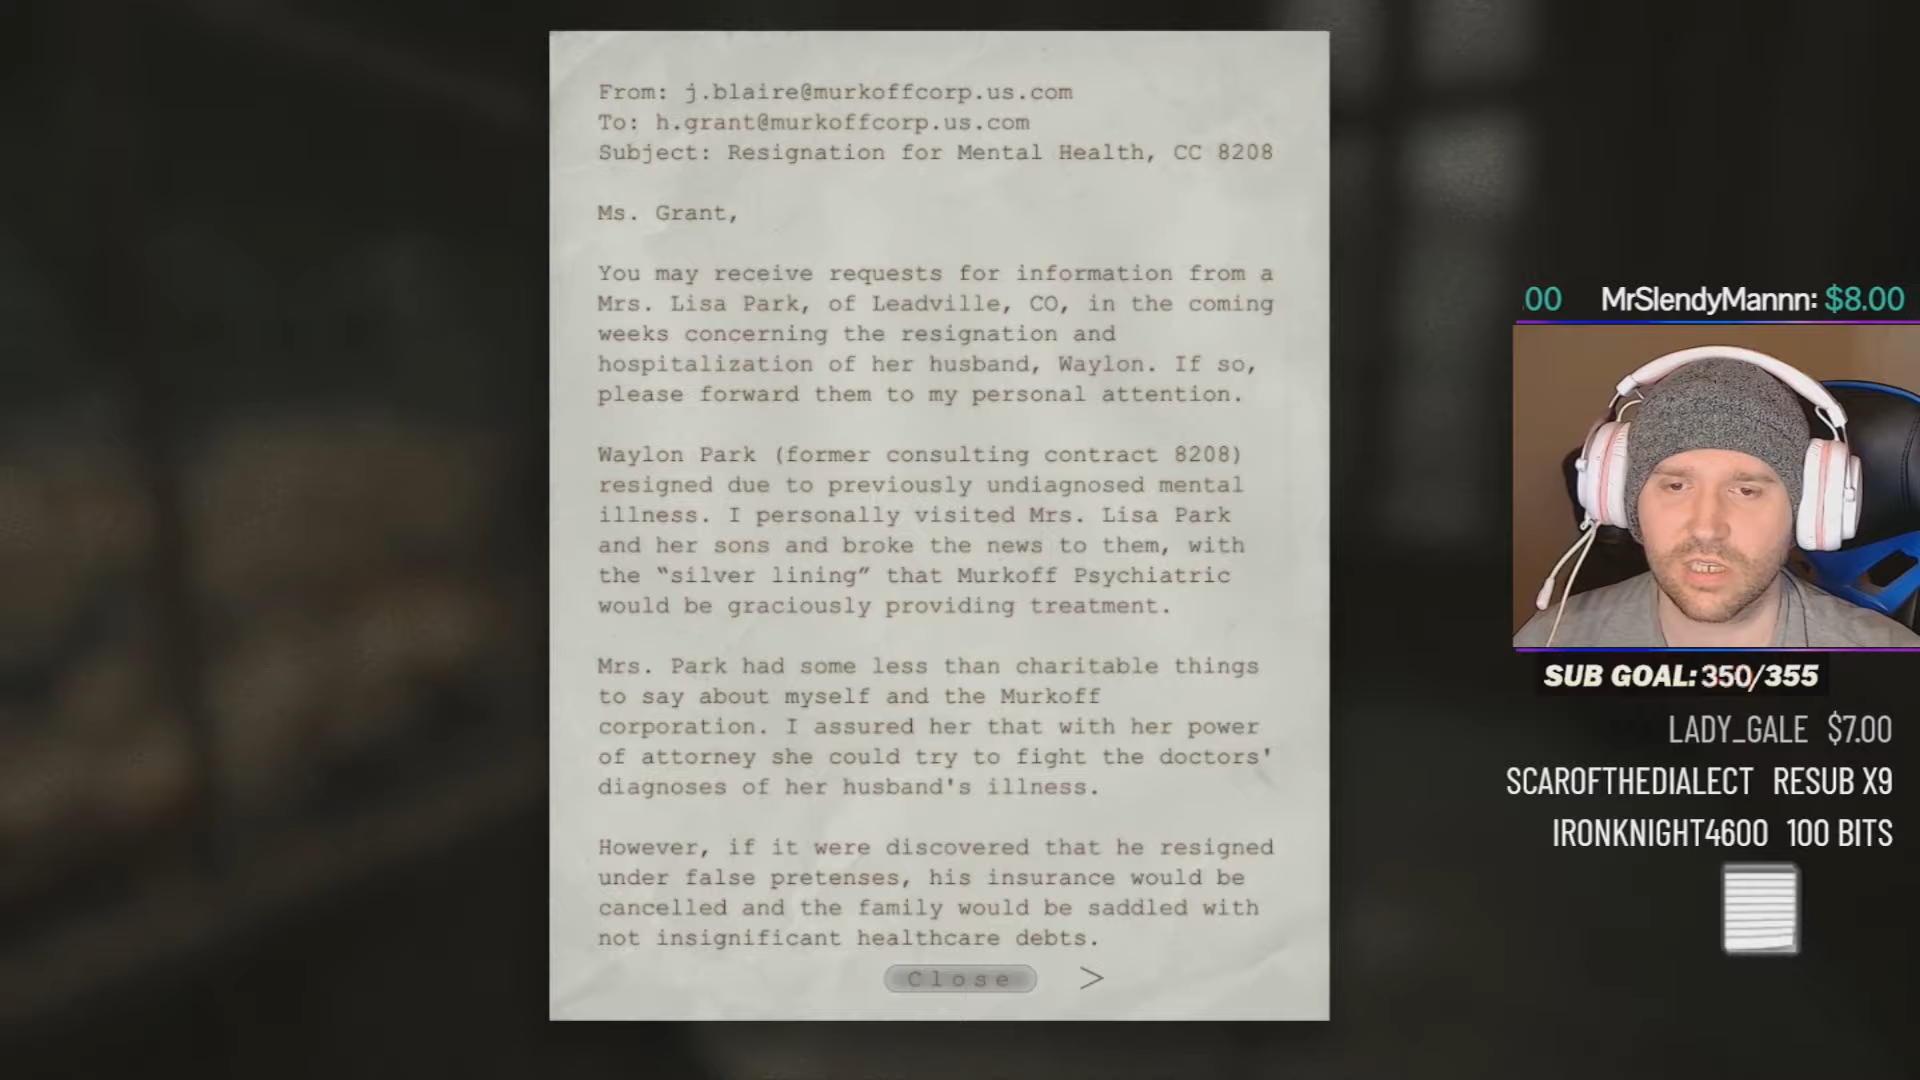 From: j.blaire@murkoffcorp.us.com
To: h.grant@murkoffcorp.us.com
Subject: Resignation for Mental Health, CC 8208
Ms. Grant,
You may receive requests for information from a
Mrs. Lisa Park, of Leadville, CO, in the coming
weeks concerning the resignation and
hospitalization of her husband, Waylon. If so,
please forward them to my personal attention.
Waylon Park (former consulting contract 8208)
resigned due to previously undiagnosed mental
illness. I personally visited Mrs. Lisa Park
and her sons and broke the news to them, with
the “silver lining” that Murkoff Psychiatric
would be graciously providing treatment.
Mrs. Park had some less than charitable things
to say about myself and the Murkoff
corporation. I assured her that with her power
of attorney she could try to fight the doctors'
diagnoses of her husband's illness.
However, if it were discovered that he resigned
under false pretenses, his insurance would be
cancelled and the family would be saddled with
not insignificant healthcare debts.
Close >
.00 MrSlendyMannn: $8.00
SUB GOAL: 350/355
LADY_GALE $7.00
SCAROFTHEDIALECT RESUB X9
IRONKNIGHT4600 100 BITS